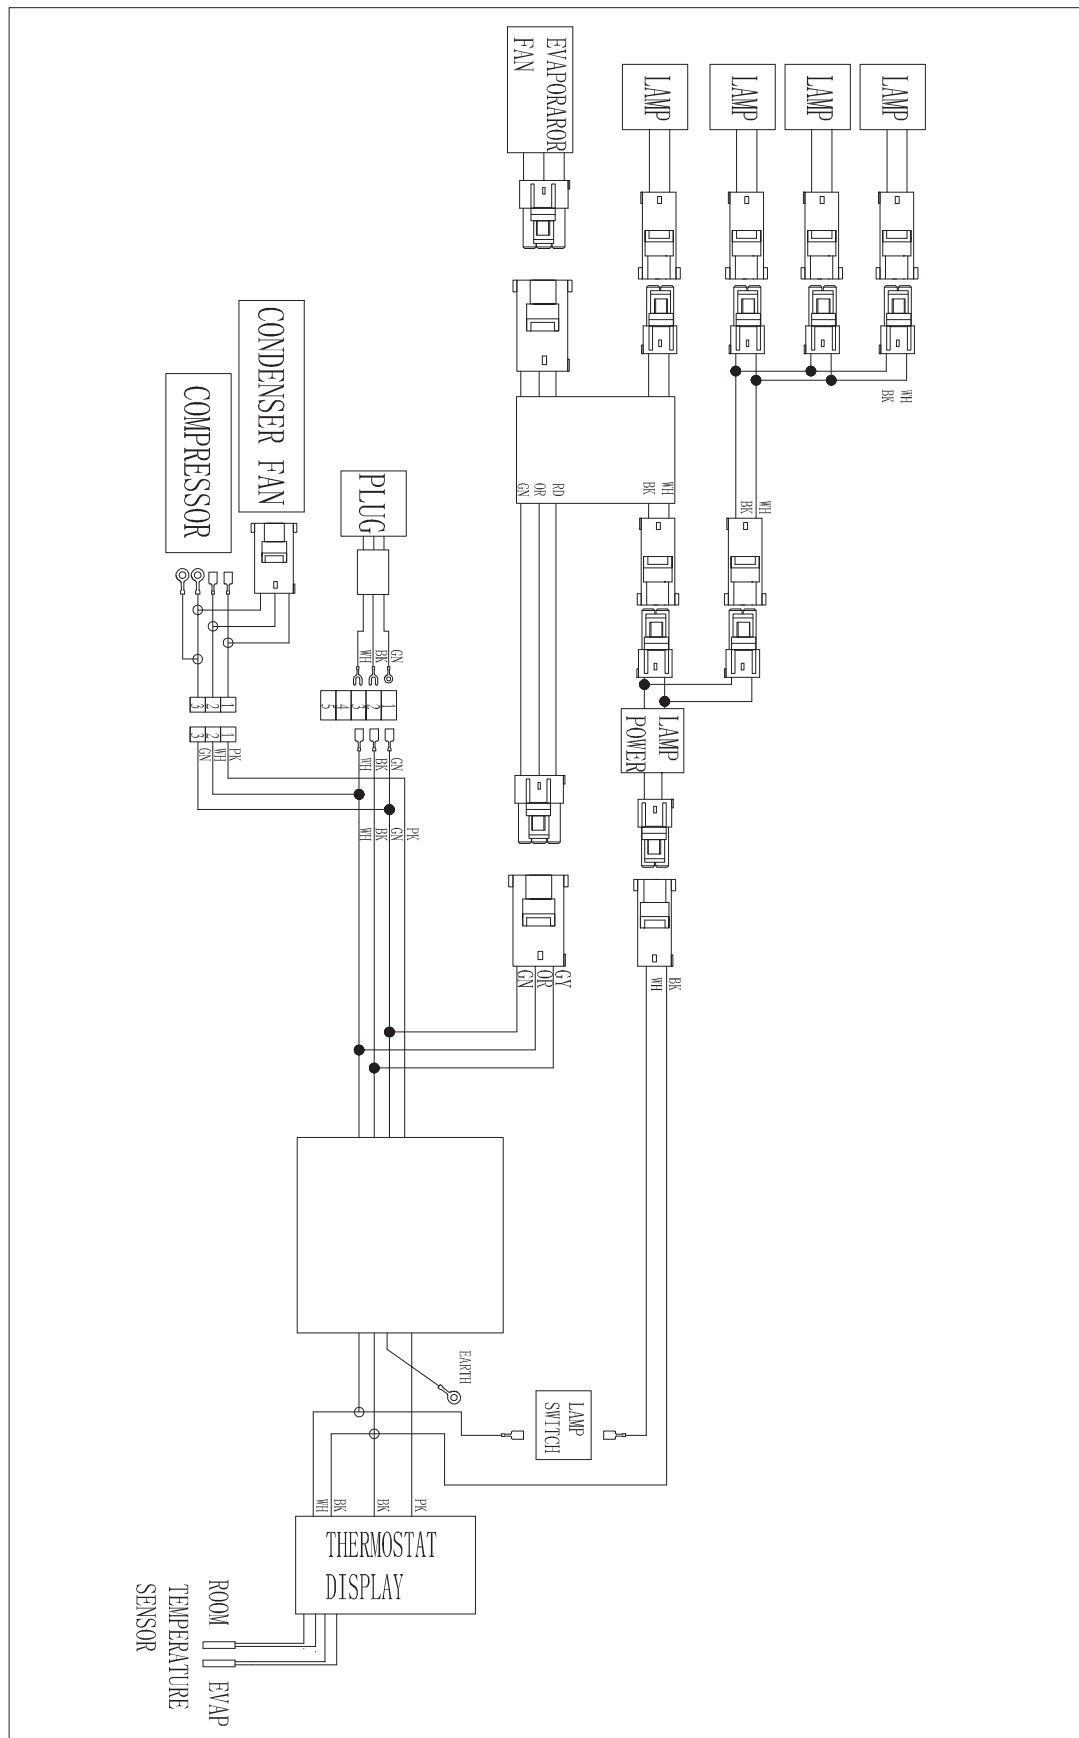 EVAPORAROR
FAN
LAMP
LAMP
LAMP
LAMP
CONDENSER FAN
COMPRESSOR
PLUG
WH
BK
WH
BK
GN
OR
RD
BK
WH
WH
BK
GN
5
4
3
2
1
3
2
1
3
2
1
GN
WH
PK
WH
BK
GN
WH
BK
GN
PK
LAMP
POWER
GN
OR
GY
WH
BK
EARTH
LAMP
SWITCH
WH
BK
BK
PK
THERMOSTAT
DISPLAY
ROOM EVAP
TEMPERATURE
SENSOR